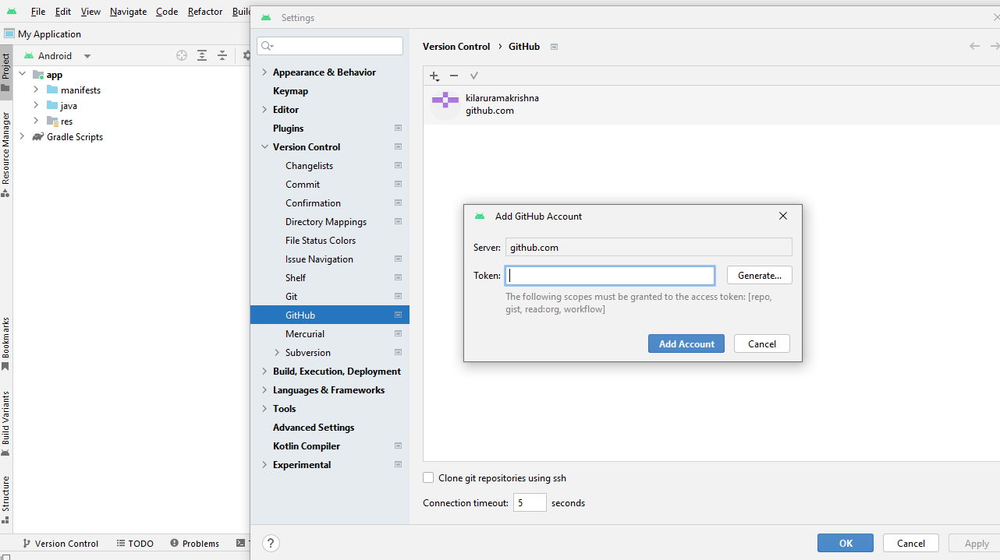 File Edit View Navigate Code Refactor
Settings
My Application
Project
Resource Manager
Bookmarks
Build Variants
Structure
Android
app
manifests
java
res
Gradle Scripts
Appearance & Behavior
Keymap
Editor
Plugins
Version Control
Changelists
Commit
Confirmation
Directory Mappings
File Status Colors
Issue Navigation
Shelf
Git
GitHub
Mercurial
Subversion
Build, Execution, Deployment
Languages & Frameworks
Tools
Advanced Settings
Kotlin Compiler
Experimental
Version Control › GitHub
kilaruramakrishna
github.com
Add GitHub Account
Server: github.com
Token: Generate...
The following scopes must be granted to the access token: [repo,
gist, read:org, workflow]
Add Account Cancel
Clone git repositories using ssh
Connection timeout: 5 seconds
? OK Cancel Apply
Version Control TODO Problems